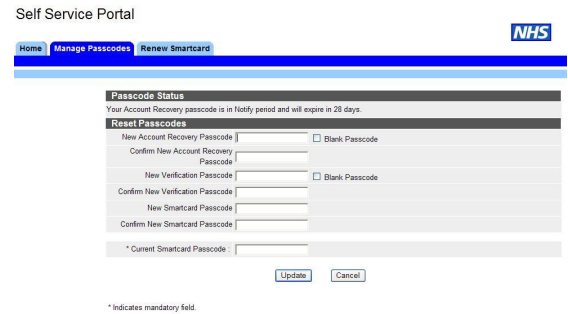 Self Service Portal
NHS
Home Manage Passcodes Renew Smartcard
Passcode Status
Your Account Recovery passcode is in Notify period and will expire in 28 days.
Reset Passcodes
New Account Recovery Passcode Blank Passcode
Confirm New Account Recovery
Passcode
New Verification Passcode Blank Passcode
Confirm New Verification Passcode
New Smartcard Passcode
Confirm New Smartcard Passcode
* Current Smartcard Passcode :
Update Cancel
* Indicates mandatory field.